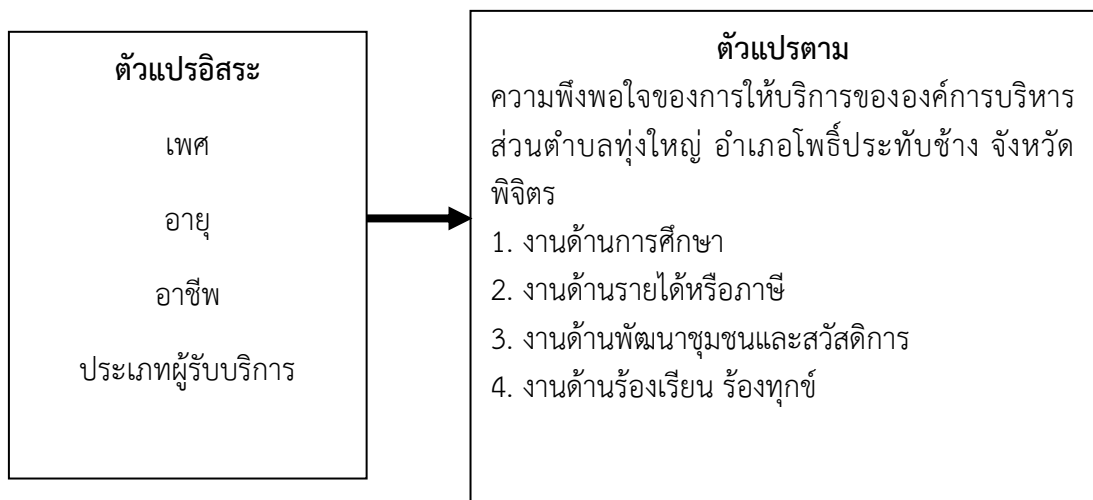 ตัวแปรอิสระ
เพศ
อายุ
อาชีพ
ประเภทผู้รับบริการ
ตัวแปรตาม
ความพึงพอใจของการให้บริการขององค์การบริหาร
ส่วนตำบลทุ่งใหญ่ อำเภอโพธิ์ประทับช้าง จังหวัด
พิจิตร
1. งานด้านการศึกษา
2. งานด้านรายได้หรือภาษี
3. งานด้านพัฒนาชุมชนและสวัสดิการ
4. งานด้านร้องเรียน ร้องทุกข์